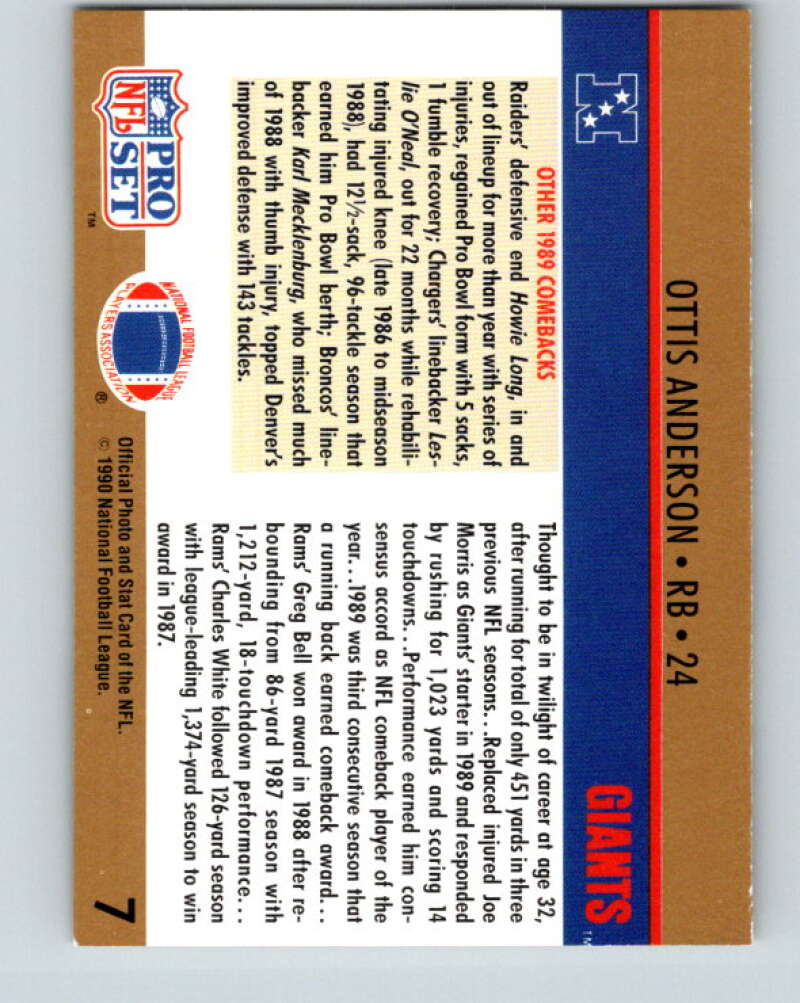 OTTIS ANDERSON • RB • 24
GIANTS
TM
N
OTHER 1989 COMEBACKS
Raiders' defensive end Howie Long, in and
out of lineup for more than year with series of
injuries, regained Pro Bowl form with 5 sacks,
1 fumble recovery; Chargers' linebacker Les-
lie O'Neal, out for 22 months while rehabili-
tating injured knee (late 1986 to midseason
1988), had 12½-sack, 96-tackle season that
earned him Pro Bowl berth; Broncos' line-
backer Karl Mecklenburg, who missed much
of 1988 with thumb injury, topped Denver's
improved defense with 143 tackles.
Thought to be in twilight of career at age 32,
after running for total of only 451 yards in three
previous NFL seasons. . .Replaced injured Joe
Morris as Giants' starter in 1989 and responded
by rushing for 1,023 yards and scoring 14
touchdowns. . .Performance earned him con-
sensus accord as NFL comeback player of the
year. . .1989 was third consecutive season that
a running back earned comeback award. . .
Rams' Greg Bell won award in 1988 after re-
bounding from 86-yard 1987 season with
1,212-yard, 18-touchdown performance. . .
Rams' Charles White followed 126-yard season
with league-leading 1,374-yard season to win
award in 1987.
NFL
PRO
SET
TM
NATIONAL FOOTBALL LEAGUE
PLAYERS ASSOCIATION
®
Official Photo and Stat Card of the NFL.
© 1990 National Football League.
7